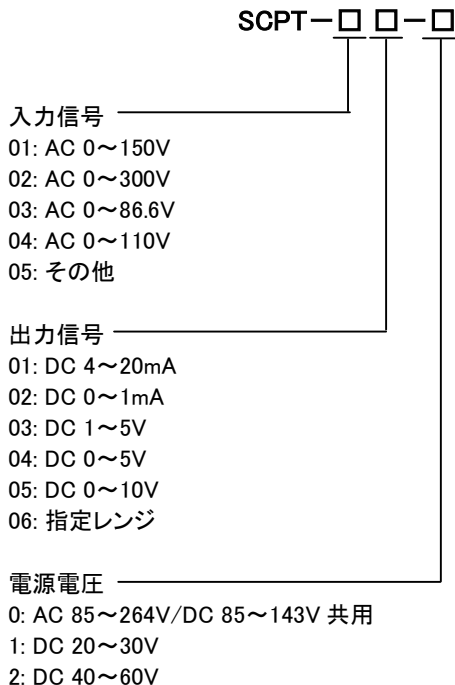 SCPT－□ □－□
入力信号
01: AC 0～150V
02: AC 0～300V
03: AC 0～86.6V
04: AC 0～110V
05: その他
出力信号
01: DC 4～20mA
02: DC 0～1mA
03: DC 1～5V
04: DC 0～5V
05: DC 0～10V
06: 指定レンジ
電源電圧
0: AC 85～264V/DC 85～143V 共用
1: DC 20～30V
2: DC 40～60V